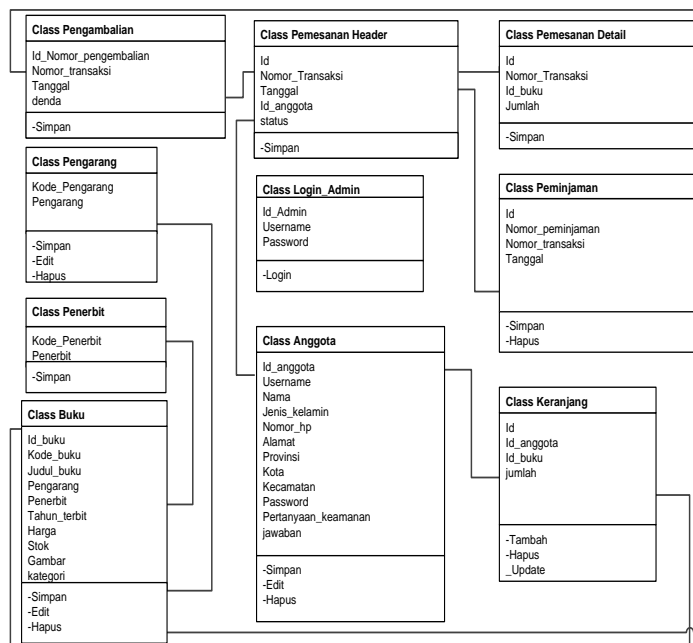 Class Pengambalian
Id_Nomor_pengembalian
Nomor_transaksi
Tanggal
denda
-Simpan
Class Pemesanan Header
Id
Nomor_Transaksi
Tanggal
Id_anggota
status
-Simpan
Class Pemesanan Detail
Id
Nomor_Transaksi
Id_buku
Jumlah
-Simpan
Class Pengarang
Kode_Pengarang
Pengarang
-Simpan
-Edit
-Hapus
Class Login_Admin
Id_Admin
Username
Password
-Login
Class Peminjaman
Id
Nomor_peminjaman
Nomor_transaksi
Tanggal
-Simpan
-Hapus
Class Penerbit
Kode_Penerbit
Penerbit
-Simpan
Class Anggota
Id_anggota
Username
Nama
Jenis_kelamin
Nomor_hp
Alamat
Provinsi
Kota
Kecamatan
Password
Pertanyaan_keamanan
jawaban
-Simpan
-Edit
-Hapus
Class Keranjang
Id
Id_anggota
Id_buku
jumlah
-Tambah
-Hapus
_Update
Class Buku
Id_buku
Kode_buku
Judul_buku
Pengarang
Penerbit
Tahun_terbit
Harga
Stok
Gambar
kategori
-Simpan
-Edit
-Hapus